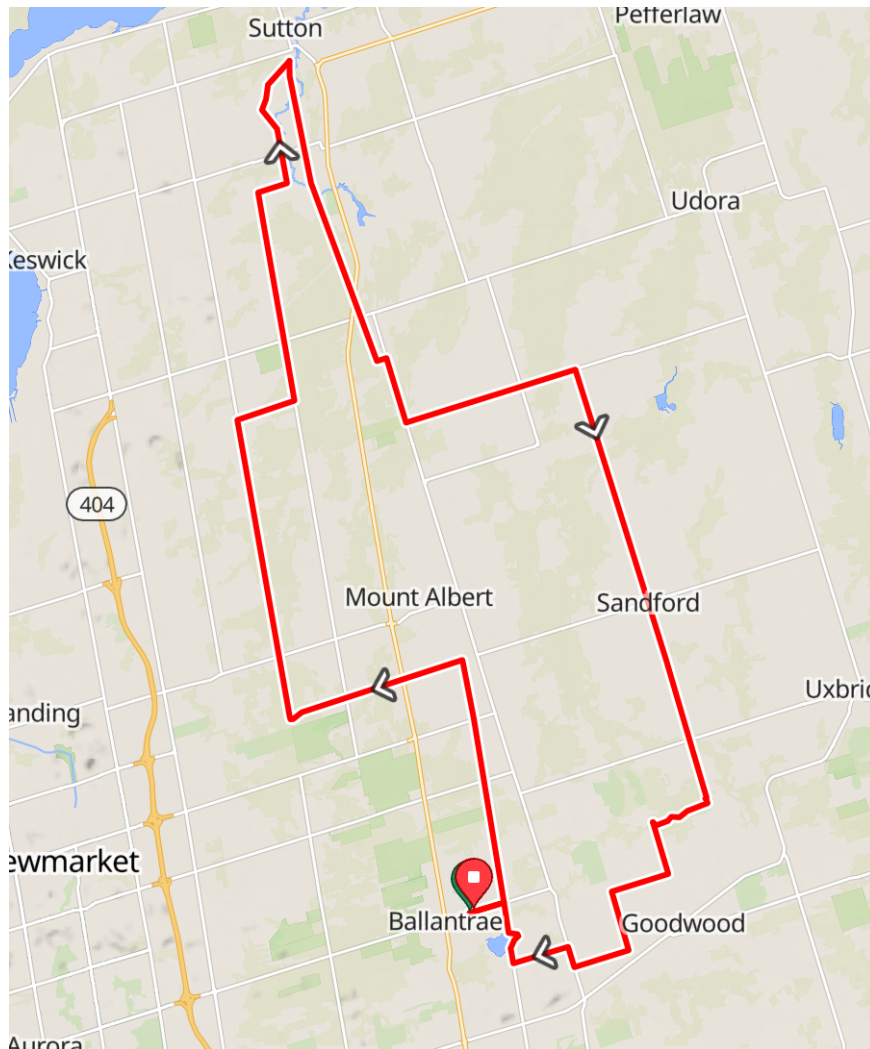 Pefferlaw
Sutton
Udora
Keswick
404
Mount Albert
Sandford
Uxbrid
anding
ewmarket
Ballantrae
Goodwood
Aurora